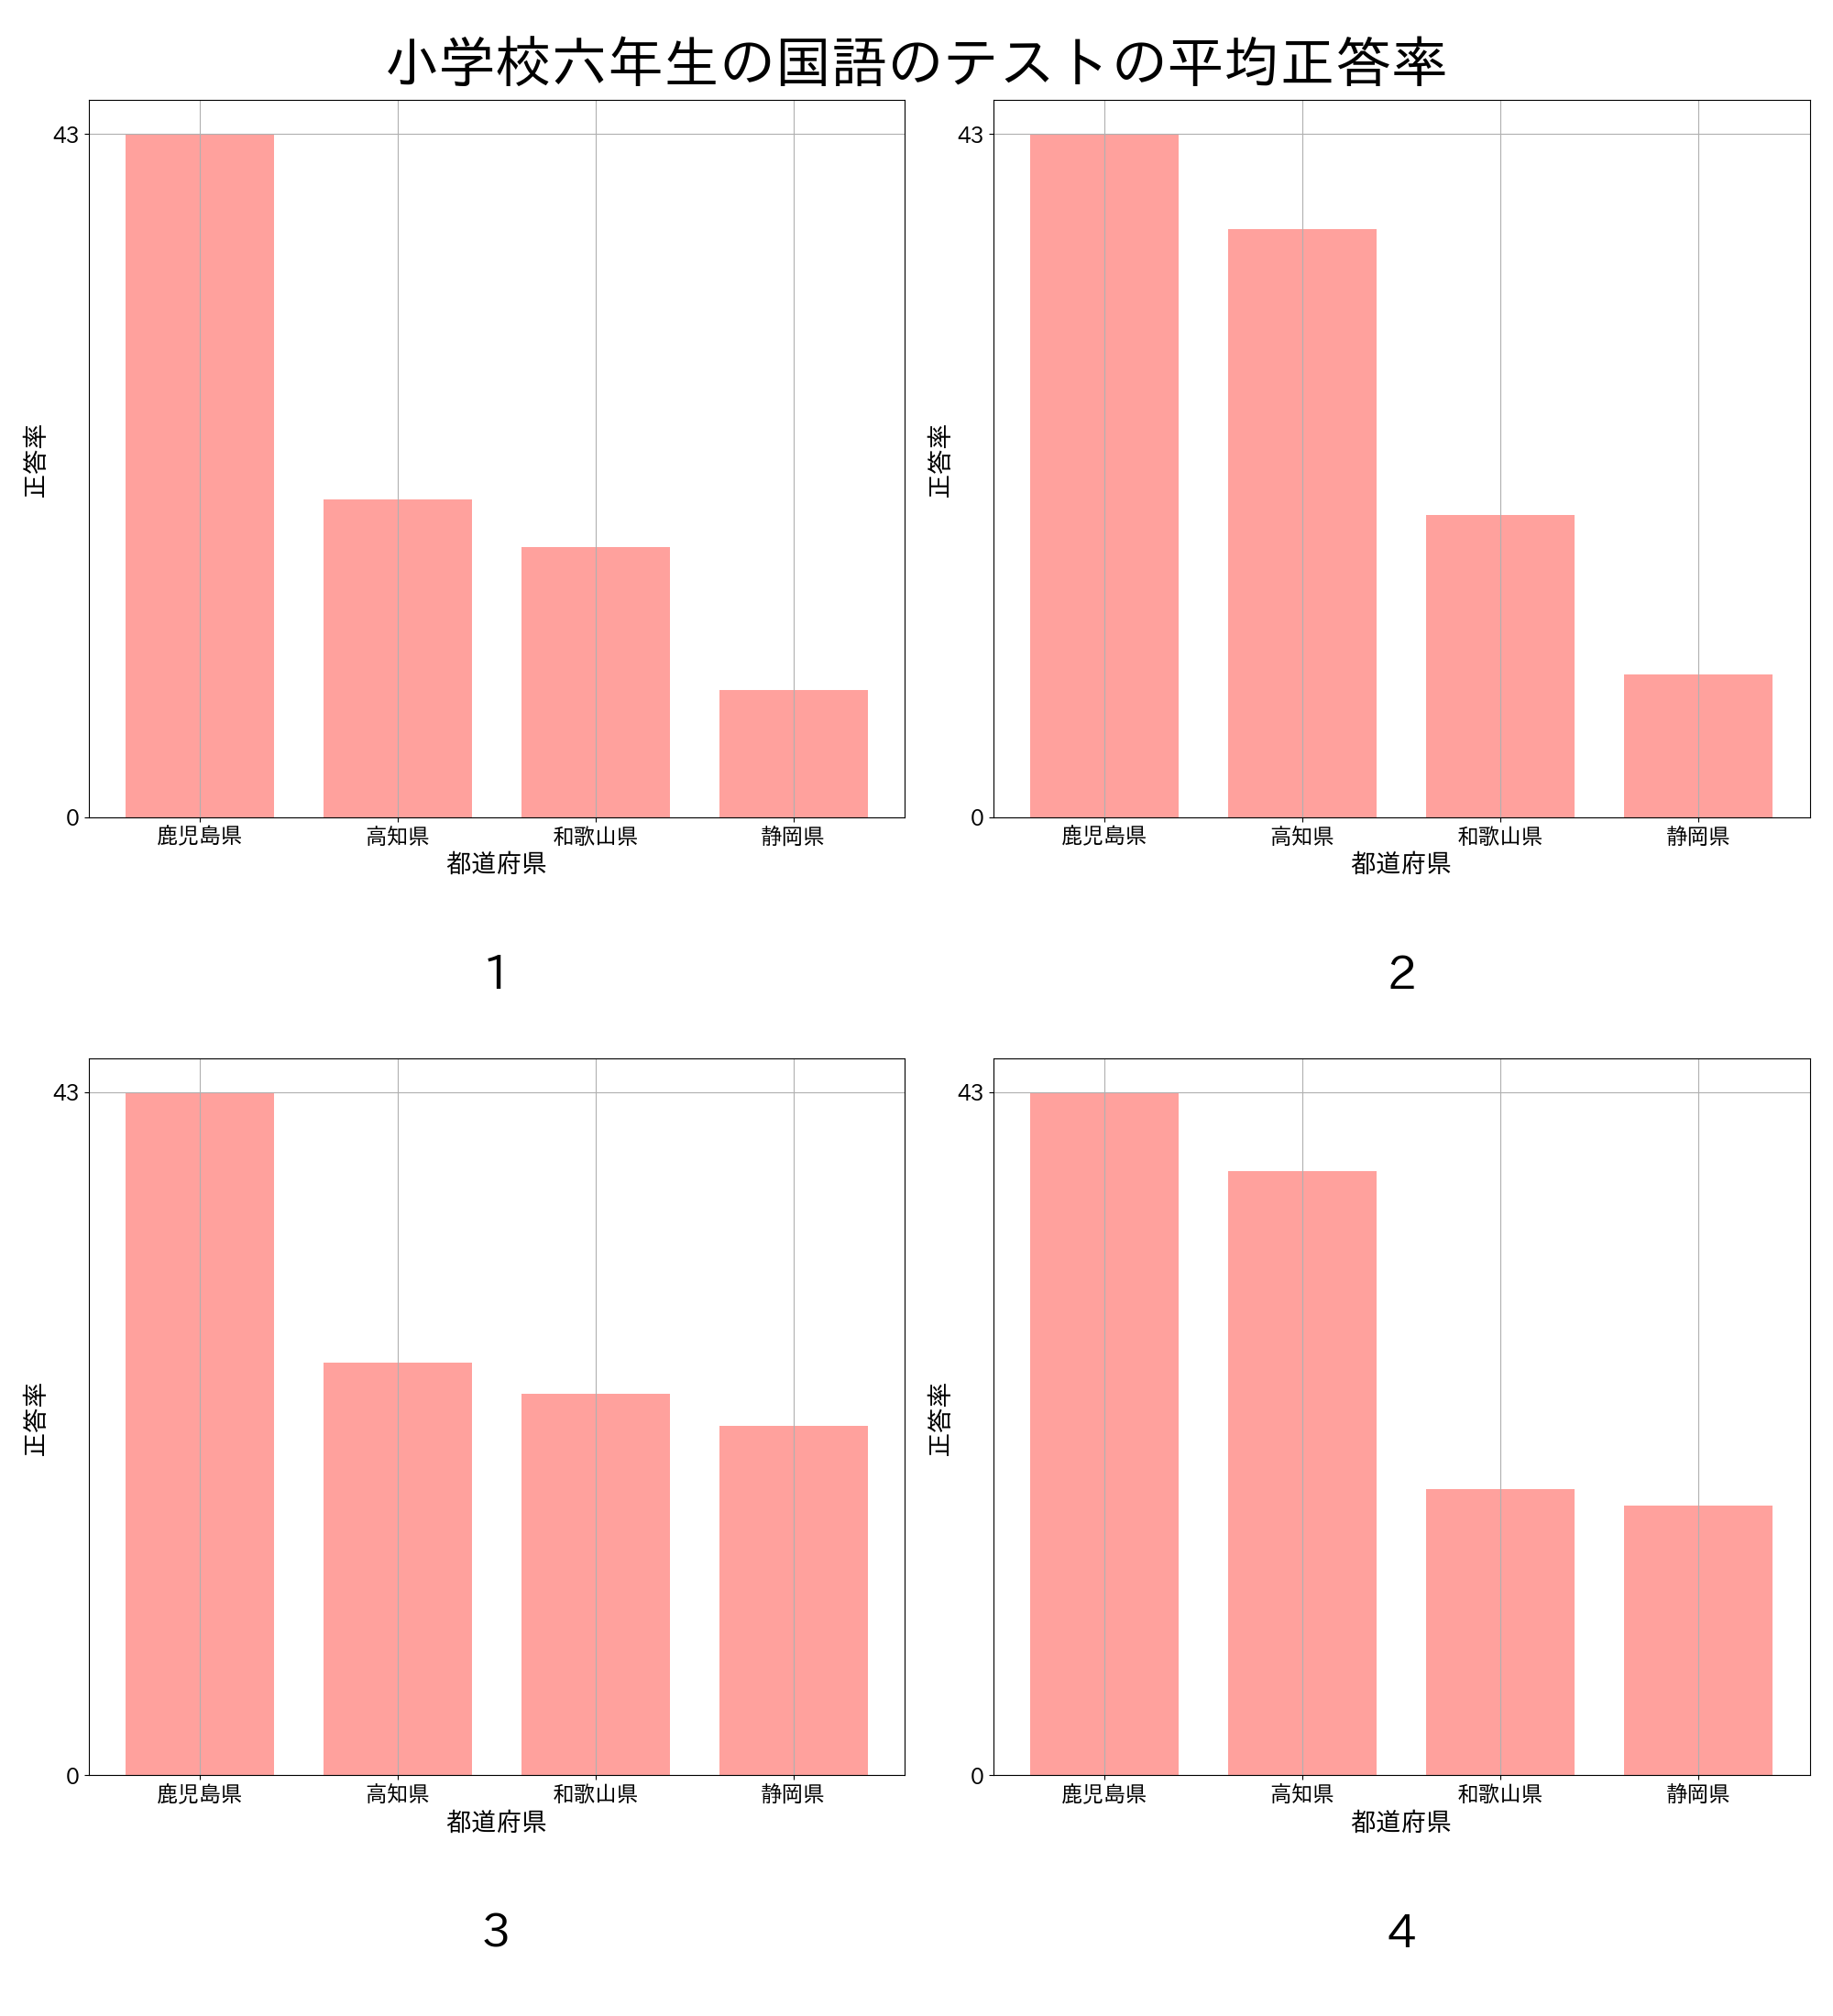 小学校六年生の国語のテストの平均正答率
43
0
正答率
鹿児島県 高知県 和歌山県 静岡県
都道府県
1
43
0
正答率
鹿児島県 高知県 和歌山県 静岡県
都道府県
2
43
0
正答率
鹿児島県 高知県 和歌山県 静岡県
都道府県
3
43
0
正答率
鹿児島県 高知県 和歌山県 静岡県
都道府県
4